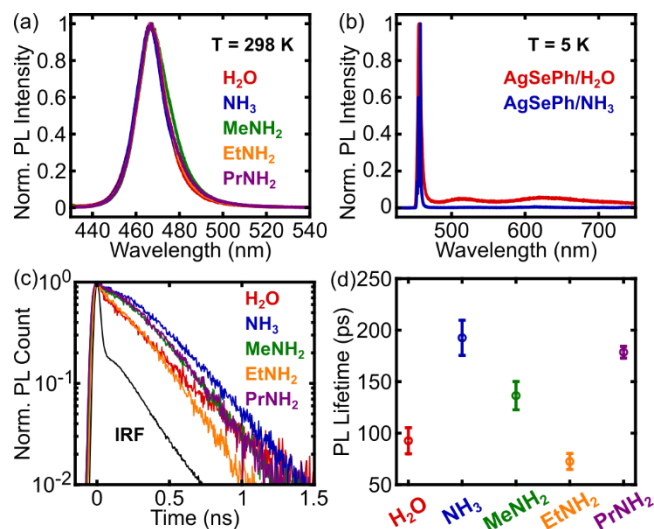 (a)
T = 298 K
H₂O
NH₃
MeNH₂
EtNH₂
PrNH₂
Norm. PL Intensity
1
0.8
0.6
0.4
0.2
0
440 460 480 500 520 540
Wavelength (nm)
(b)
T = 5 K
AgSePh/H₂O
AgSePh/NH₃
Norm. PL Intensity
1
0.8
0.6
0.4
0.2
0
500 600 700
Wavelength (nm)
(c)
H₂O
NH₃
MeNH₂
EtNH₂
PrNH₂
IRF
Norm. PL Count
10⁰
10⁻¹
10⁻²
0 0.5 1 1.5
Time (ns)
(d)
PL Lifetime (ps)
250
200
150
100
50
H₂O NH₃ MeNH₂ EtNH₂ PrNH₂